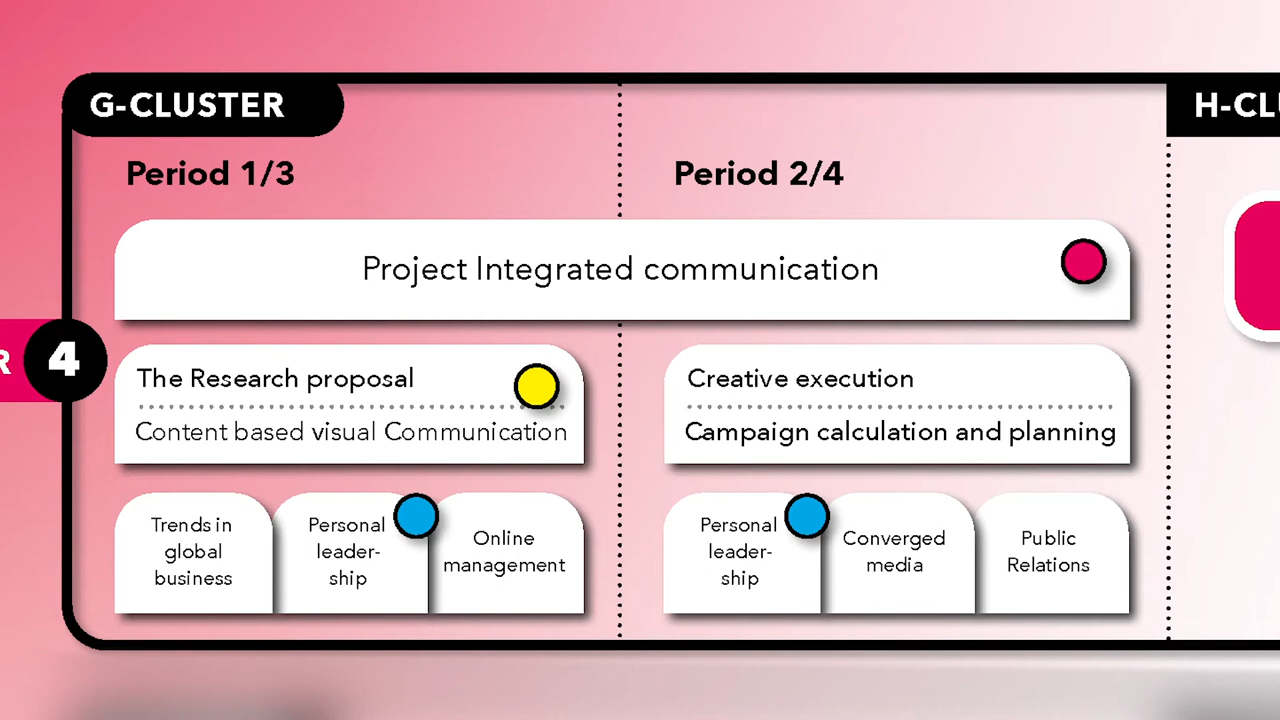 G-CLUSTER
Period 1/3
Period 2/4
Project Integrated communication
4
The Research proposal
Content based visual Communication
Creative execution
Campaign calculation and planning
Trends in
global
business
Personal
leader-
ship
Online
management
Personal
leader-
ship
Converged
media
Public
Relations